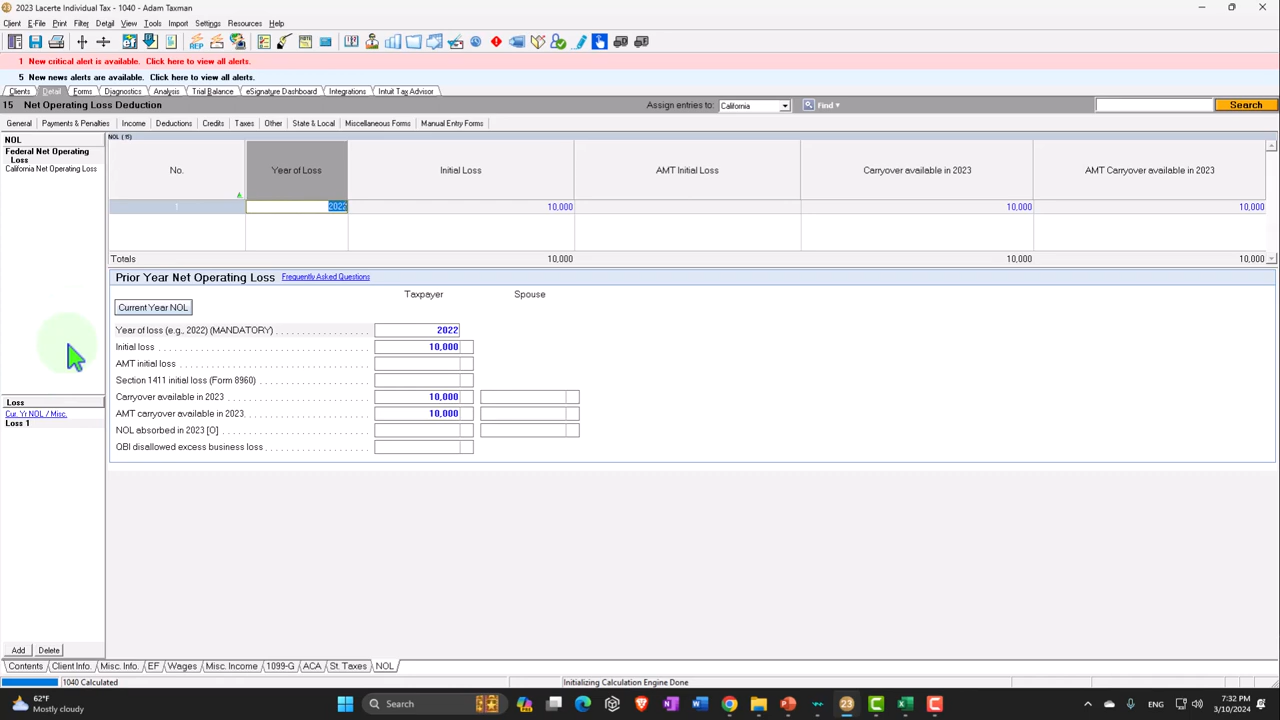 2023 Lacerte Individual Tax - 1040 - Adam Taxman
Client E-File Print Filter Detail View Tools Import Settings Resources Help
1 New critical alert is available. Click here to view all alerts.
5 New news alerts are available. Click here to view all alerts.
Clients Detail Forms Diagnostics Analysis Trial Balance eSignature Dashboard Integrations Intuit Tax Advisor
15 Net Operating Loss Deduction Assign entries to: California Find Search
General Payments & Penalties Income Deductions Credits Taxes Other State & Local Miscellaneous Forms Manual Entry Forms
NOL
Federal Net Operating
Loss
California Net Operating Loss
NOL (15)
No. Year of Loss Initial Loss AMT Initial Loss Carryover available in 2023 AMT Carryover available in 2023
1 2022 10,000 10,000 10,000
Totals 10,000 10,000 10,000
Prior Year Net Operating Loss Frequently Asked Questions
Taxpayer Spouse
Current Year NOL
Year of loss (e.g., 2022) (MANDATORY) 2022
Initial loss 10,000
AMT initial loss
Section 1411 initial loss (Form 8960)
Carryover available in 2023 10,000
AMT carryover available in 2023 10,000
NOL absorbed in 2023 [O]
QBI disallowed excess business loss
Loss
Cur. Yr NOL / Misc.
Loss 1
Add Delete
Contents Client Info. Misc. Info. EF Wages Misc. Income 1099-G ACA St. Taxes NOL
1040 Calculated Initializing Calculation Engine Done
62°F
Mostly cloudy
Search
23
ENG
7:32 PM
3/10/2024